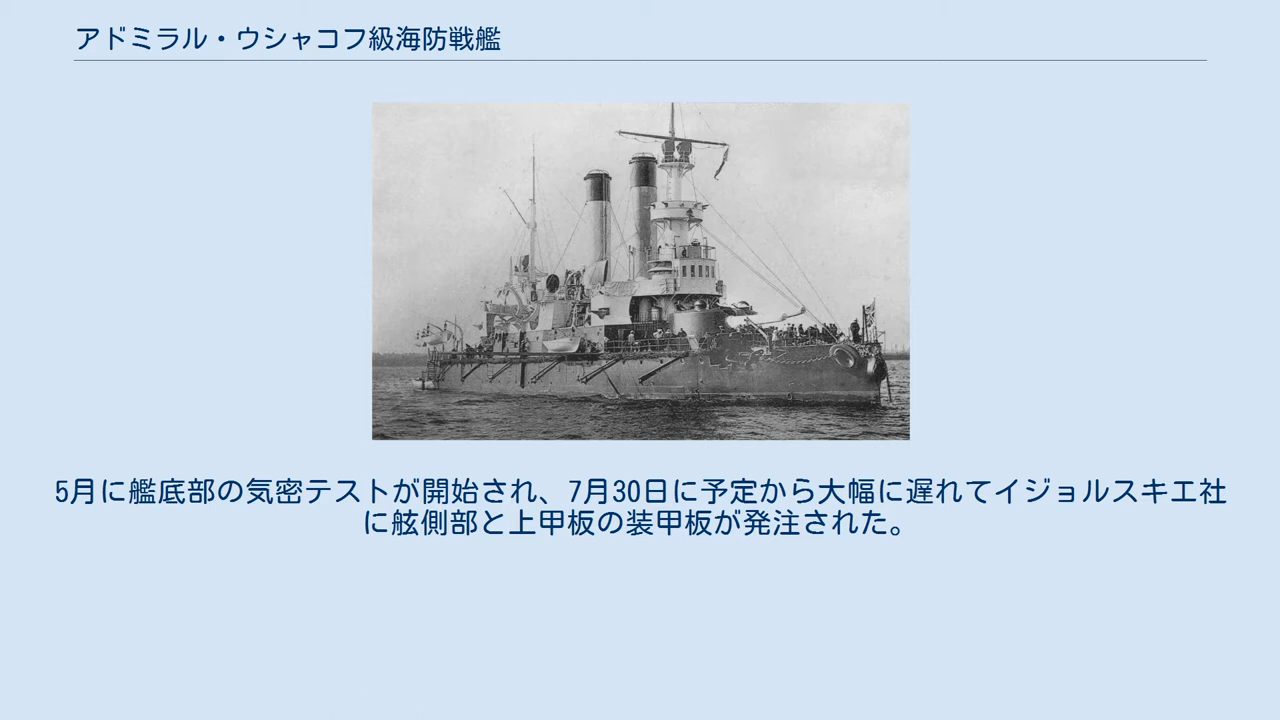 アドミラル・ウシャコフ級海防戦艦
5月に艦底部の気密テストが開始され、7月30日に予定から大幅に遅れてイジョルスキエ社
に舷側部と上甲板の装甲板が発注された。